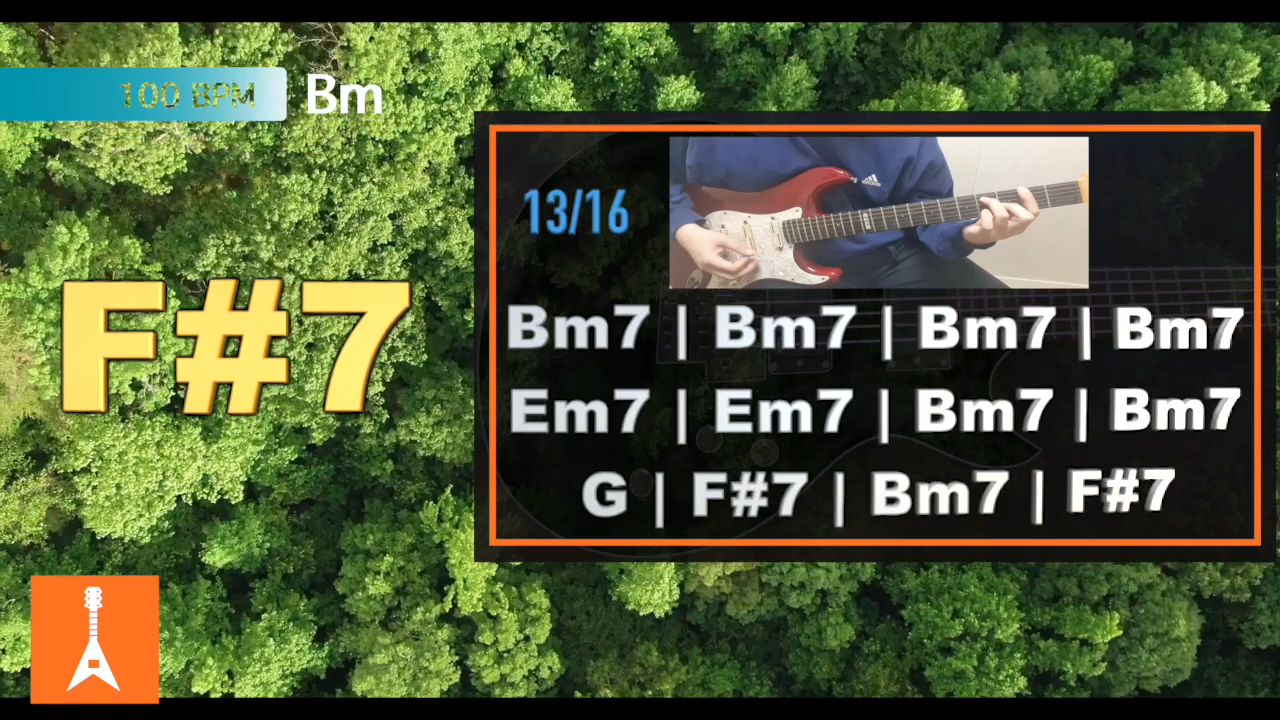 100 BPM Bm
13/16
F#7
Bm7 | Bm7 | Bm7 | Bm7
Em7 | Em7 | Bm7 | Bm7
G | F#7 | Bm7 | F#7